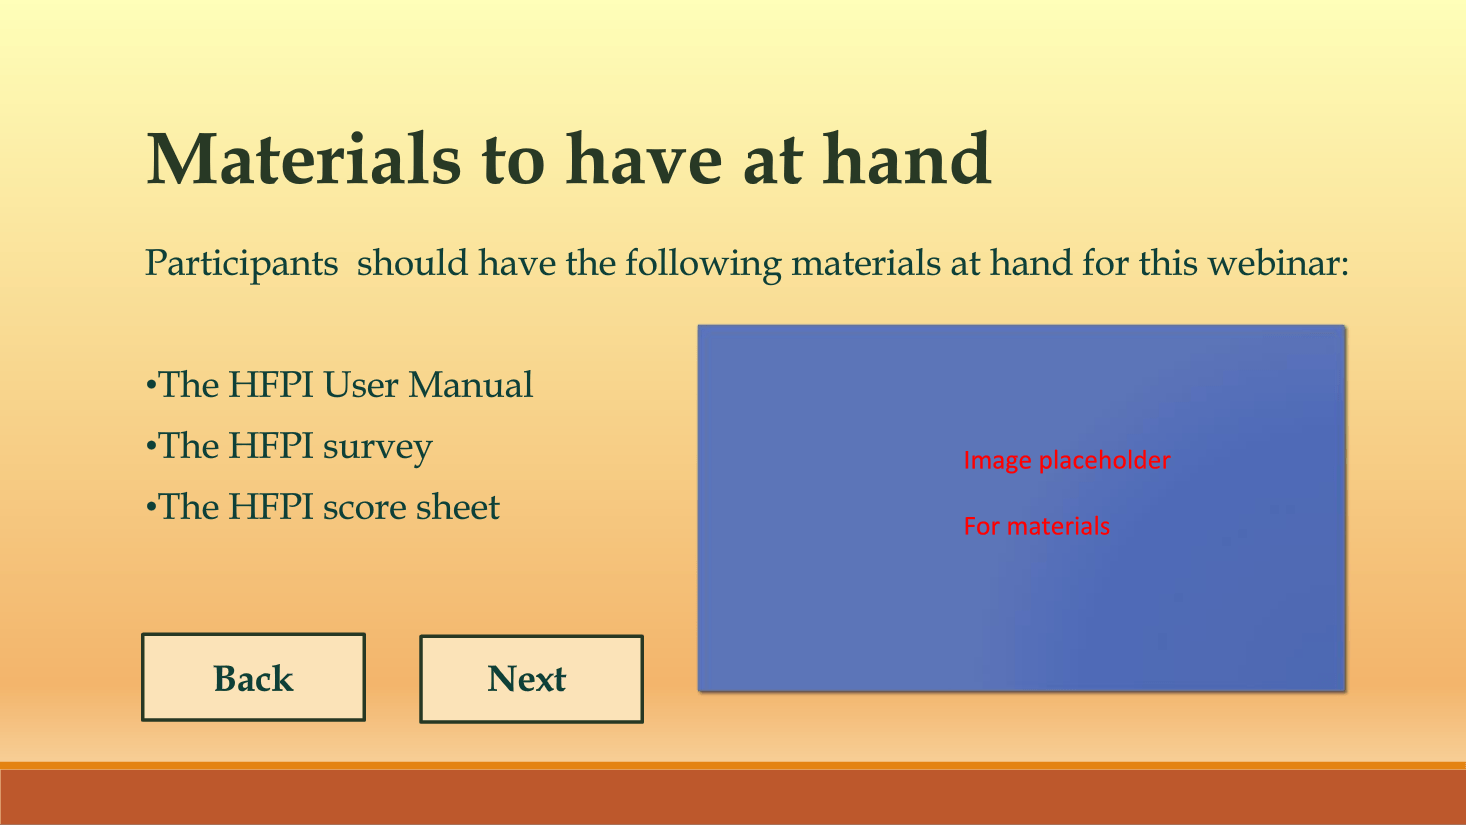 Materials to have at hand
Participants  should have the following materials at hand for this webinar:
•The HFPI User Manual
•The HFPI survey
•The HFPI score sheet
Image placeholder
For materials
Back
Next